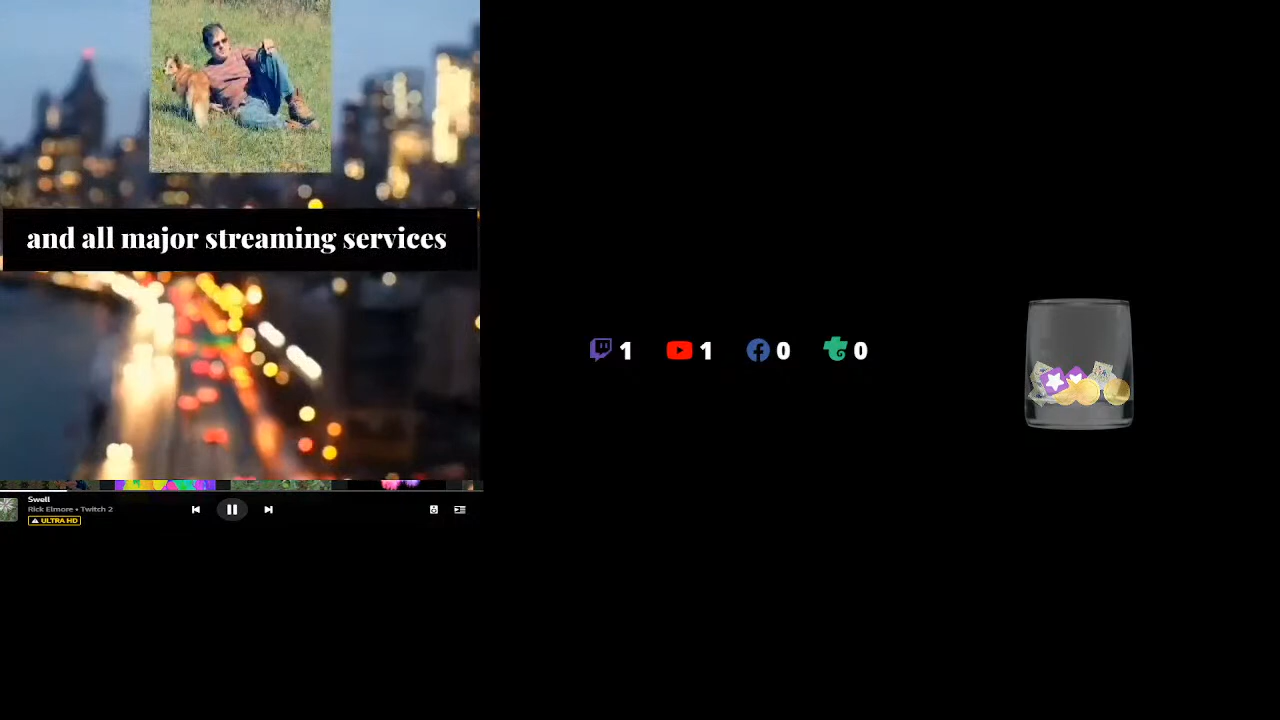 and all major streaming services
1 1 0 0
Swell
Rick Elmore • Twitch 2
ULTRA HD